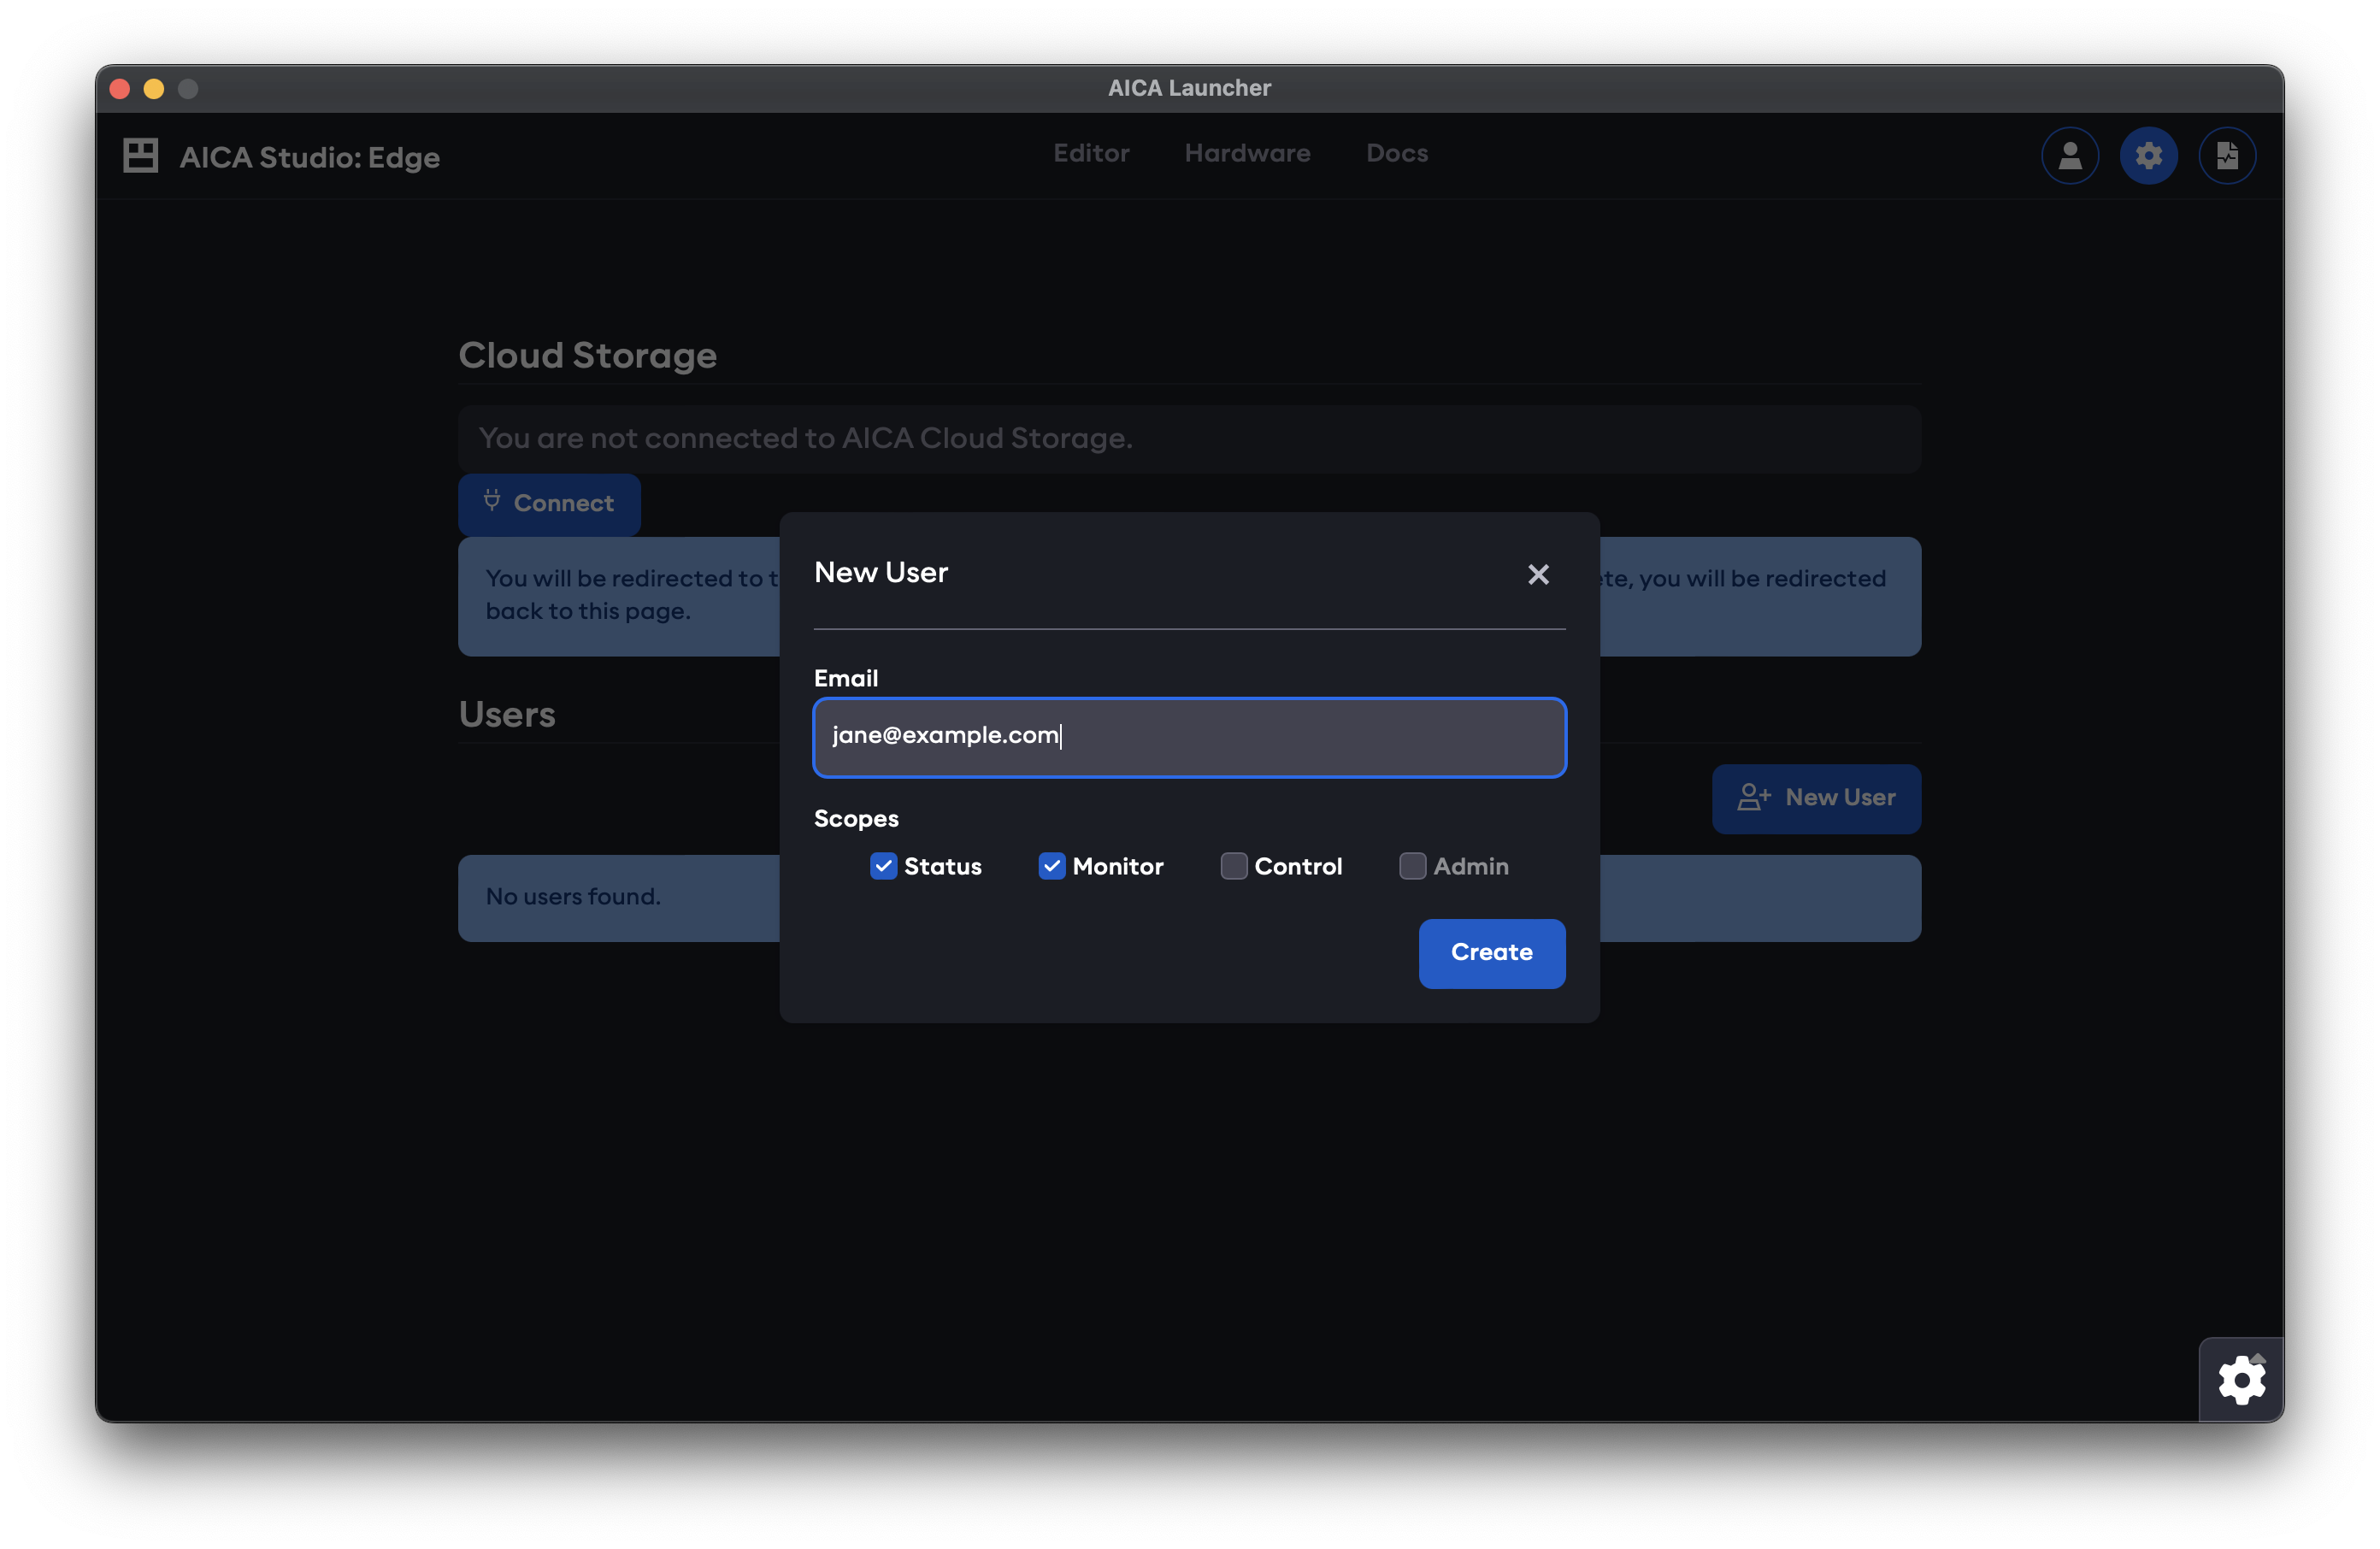 AICA Launcher
AICA Studio: Edge
Editor
Hardware
Docs
Cloud Storage
You are not connected to AICA Cloud Storage.
Connect
You will be redirected to
, you will be redirected
back to this page.
New User
Email
jane@example.com
Users
New User
Scopes
Status
Monitor
Control
Admin
No users found.
Create